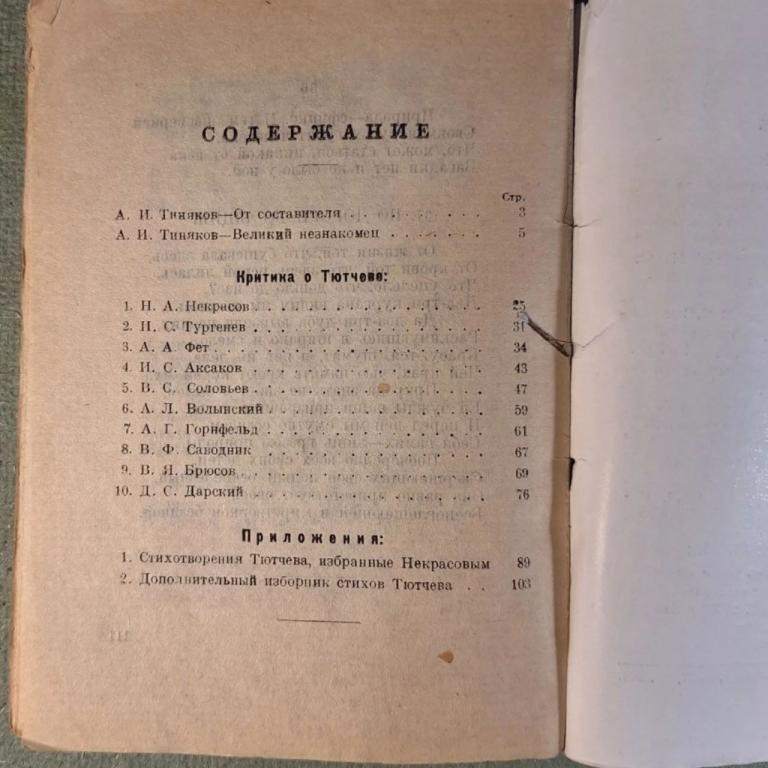 СОДЕРЖАНИЕ
Стр.
А. И. Тиняков—От составителя . . . . . . . 3
А. И. Тиняков—Великий незнакомец . . . . . . 5
Критика о Тютчеве:
1. Н. А. Некрасов . . . . . . . . . . . . 25
2. И. С. Тургенев . . . . . . . . . . . . 31
3. А. А. Фет . . . . . . . . . . . . . . 34
4. И. С. Аксаков . . . . . . . . . . . . 43
5. В. С. Соловьев . . . . . . . . . . . . 47
6. А. Л. Волынский . . . . . . . . . . . 59
7. А. Г. Горнфельд . . . . . . . . . . . 61
8. В. Ф. Саводник . . . . . . . . . . . 67
9. В. Я. Брюсов . . . . . . . . . . . . 69
10. Д. С. Дарский . . . . . . . . . . . . 76
Приложения:
1. Стихотворения Тютчева, избранные Некрасовым 89
2. Дополнительный изборник стихов Тютчева . . 103